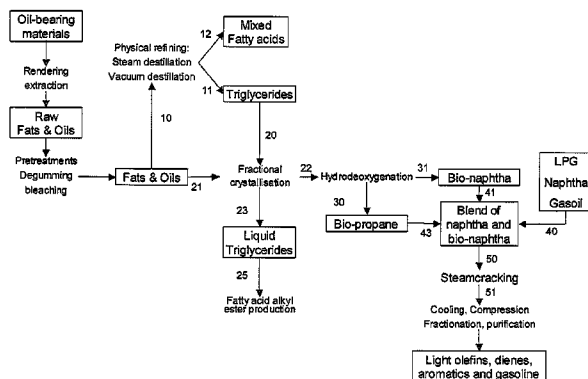 Oil-bearing
materials
Rendering
extraction
Raw
Fats & Oils
Pretreatments
Degumming
bleaching
Fats & Oils
10
21
Physical refining:
Steam destillation
Vacuum destillation
12
Mixed
Fatty acids
11
Triglycerides
20
Fractional
crystallisation
22
23
Liquid
Triglycerides
25
Fatty acid alkyl
ester production
Hydrodeoxygenation
31
Bio-naphtha
30
Bio-propane
41
43
Blend of
naphtha and
bio-naphtha
LPG
Naphtha
Gasoil
40
50
Steamcracking
51
Cooling, Compression
Fractionation, purification
Light olefins, dienes,
aromatics and gasoline